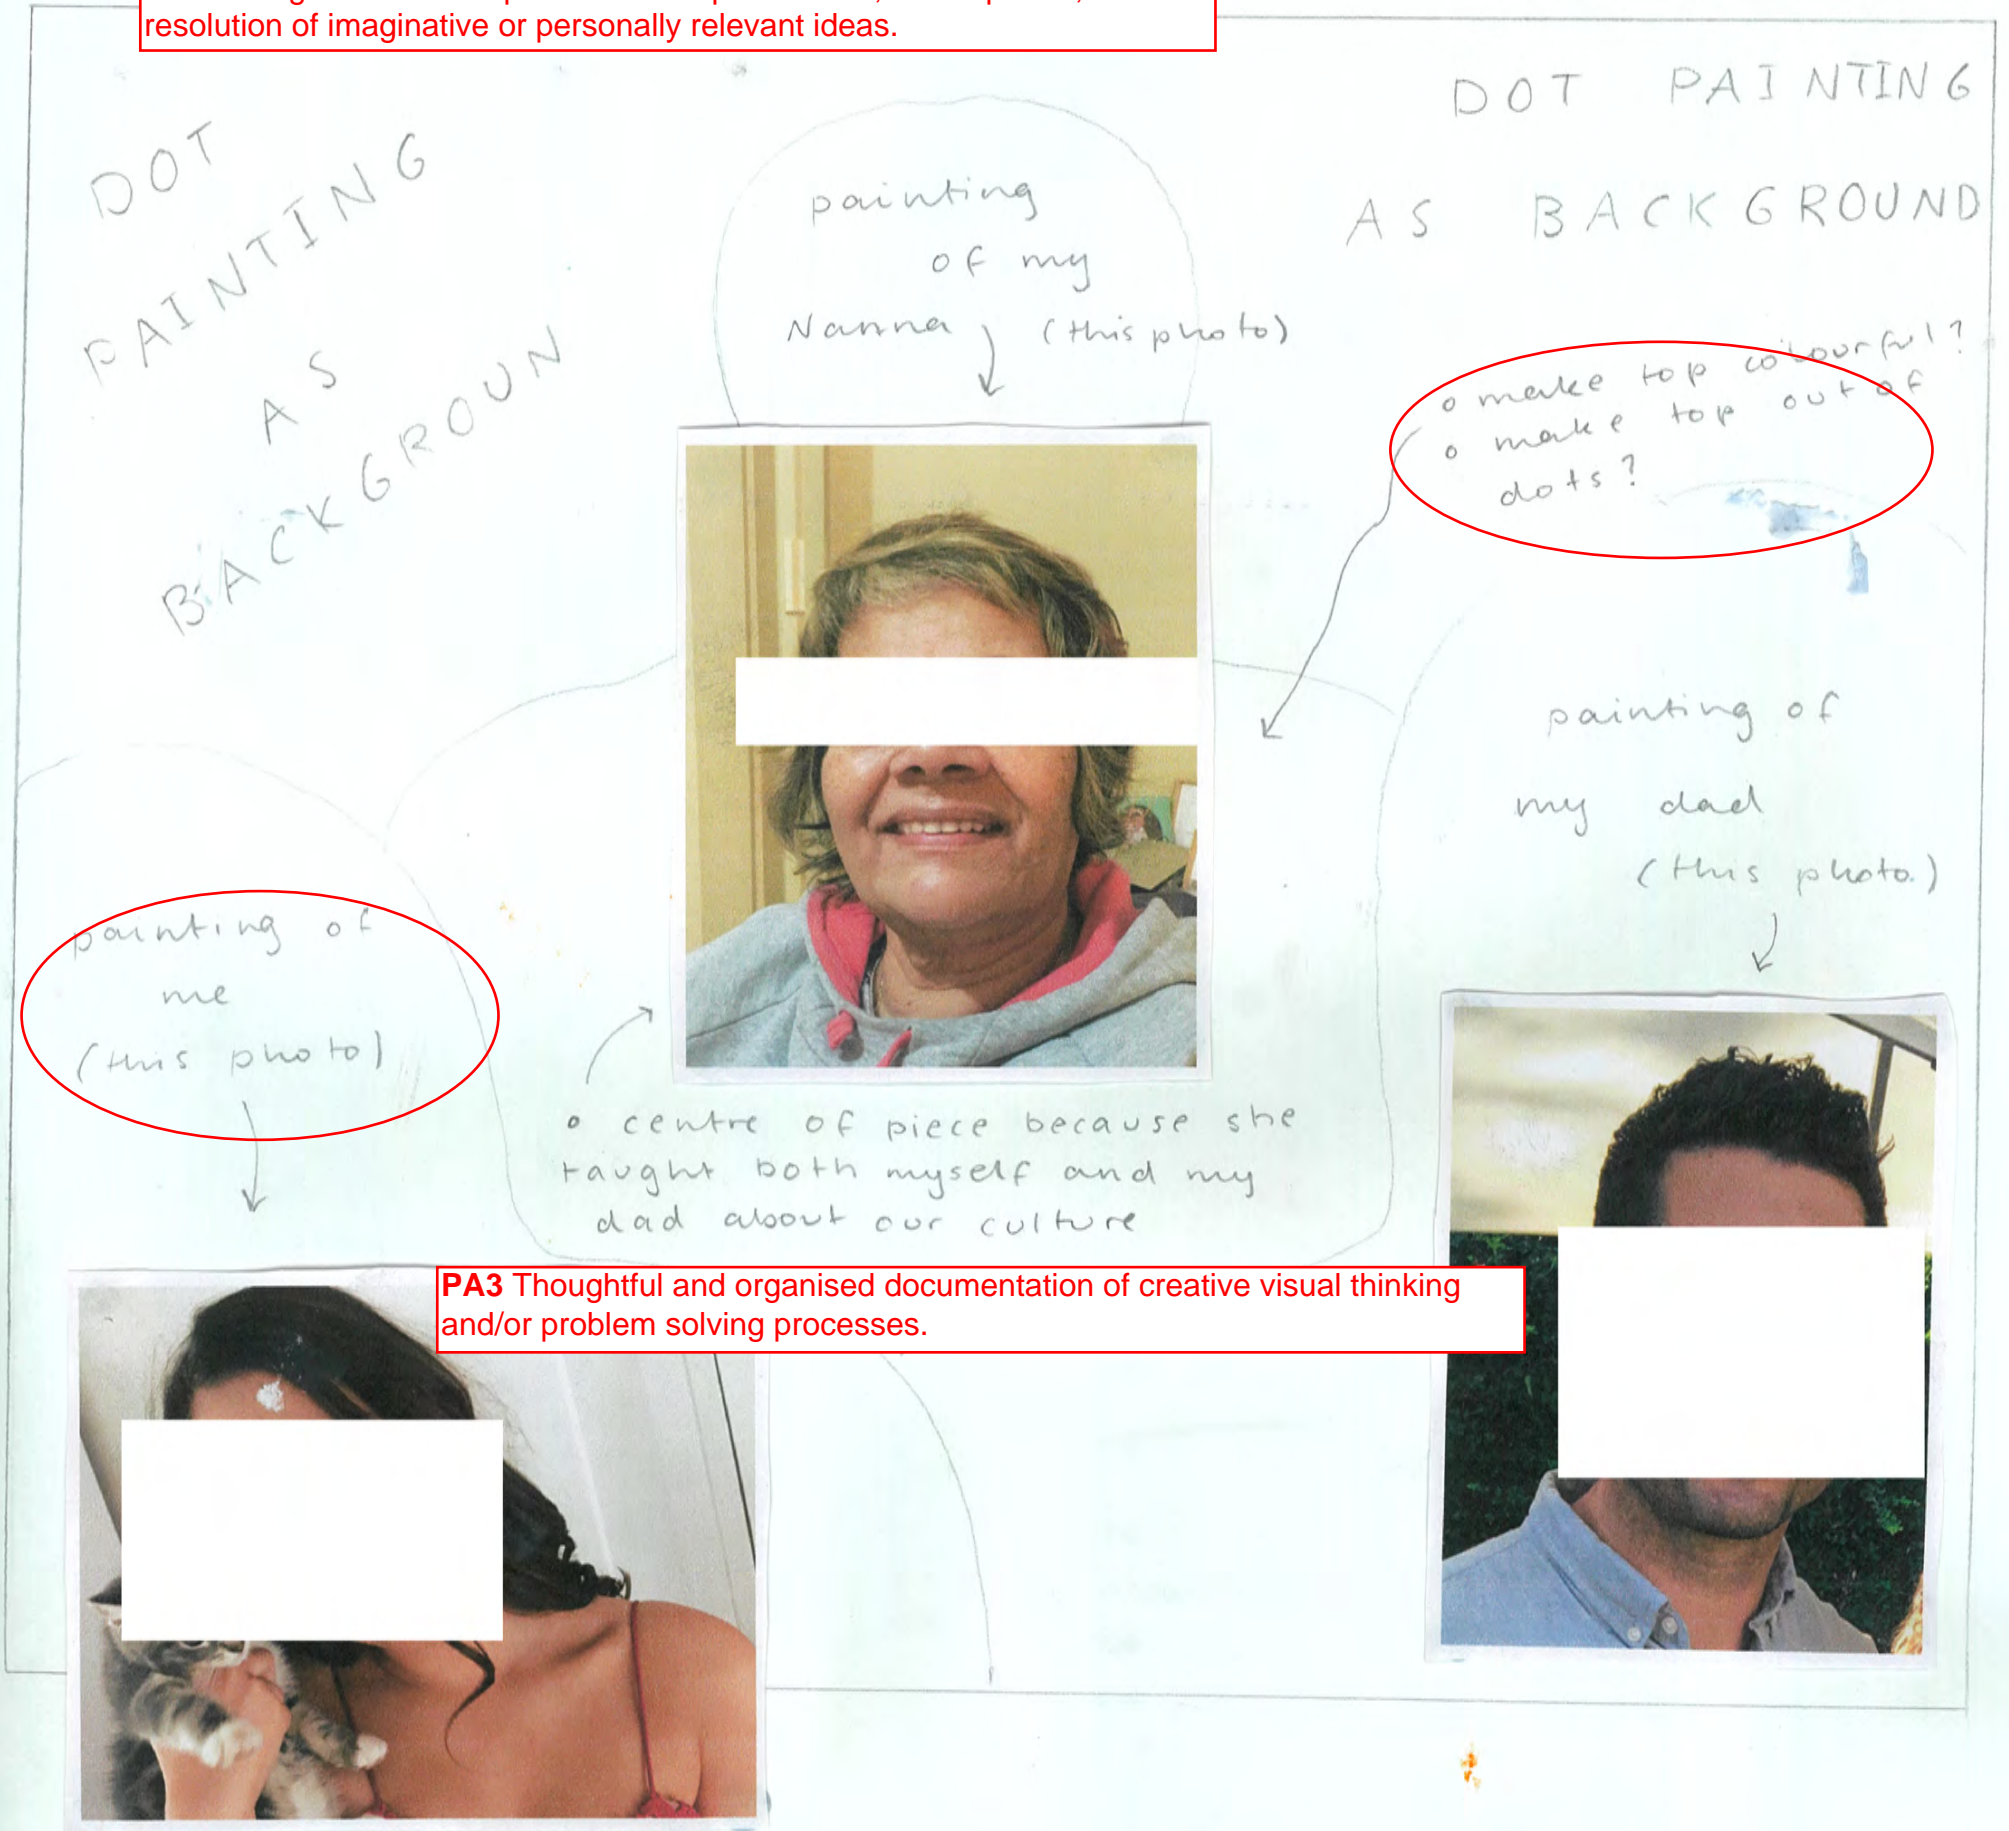 resolution of imaginative or personally relevant ideas.
DOT
PAINTING
AS
BACKGROUN
painting
of my
Nanna (this photo)
DOT PAINTING
AS BACKGROUND
o make top colourful?
o make top out of
dots?
painting of
my dad
(this photo.)
painting of
me
(this photo)
o centre of piece because she
taught both myself and my
dad about our culture
PA3 Thoughtful and organised documentation of creative visual thinking
and/or problem solving processes.